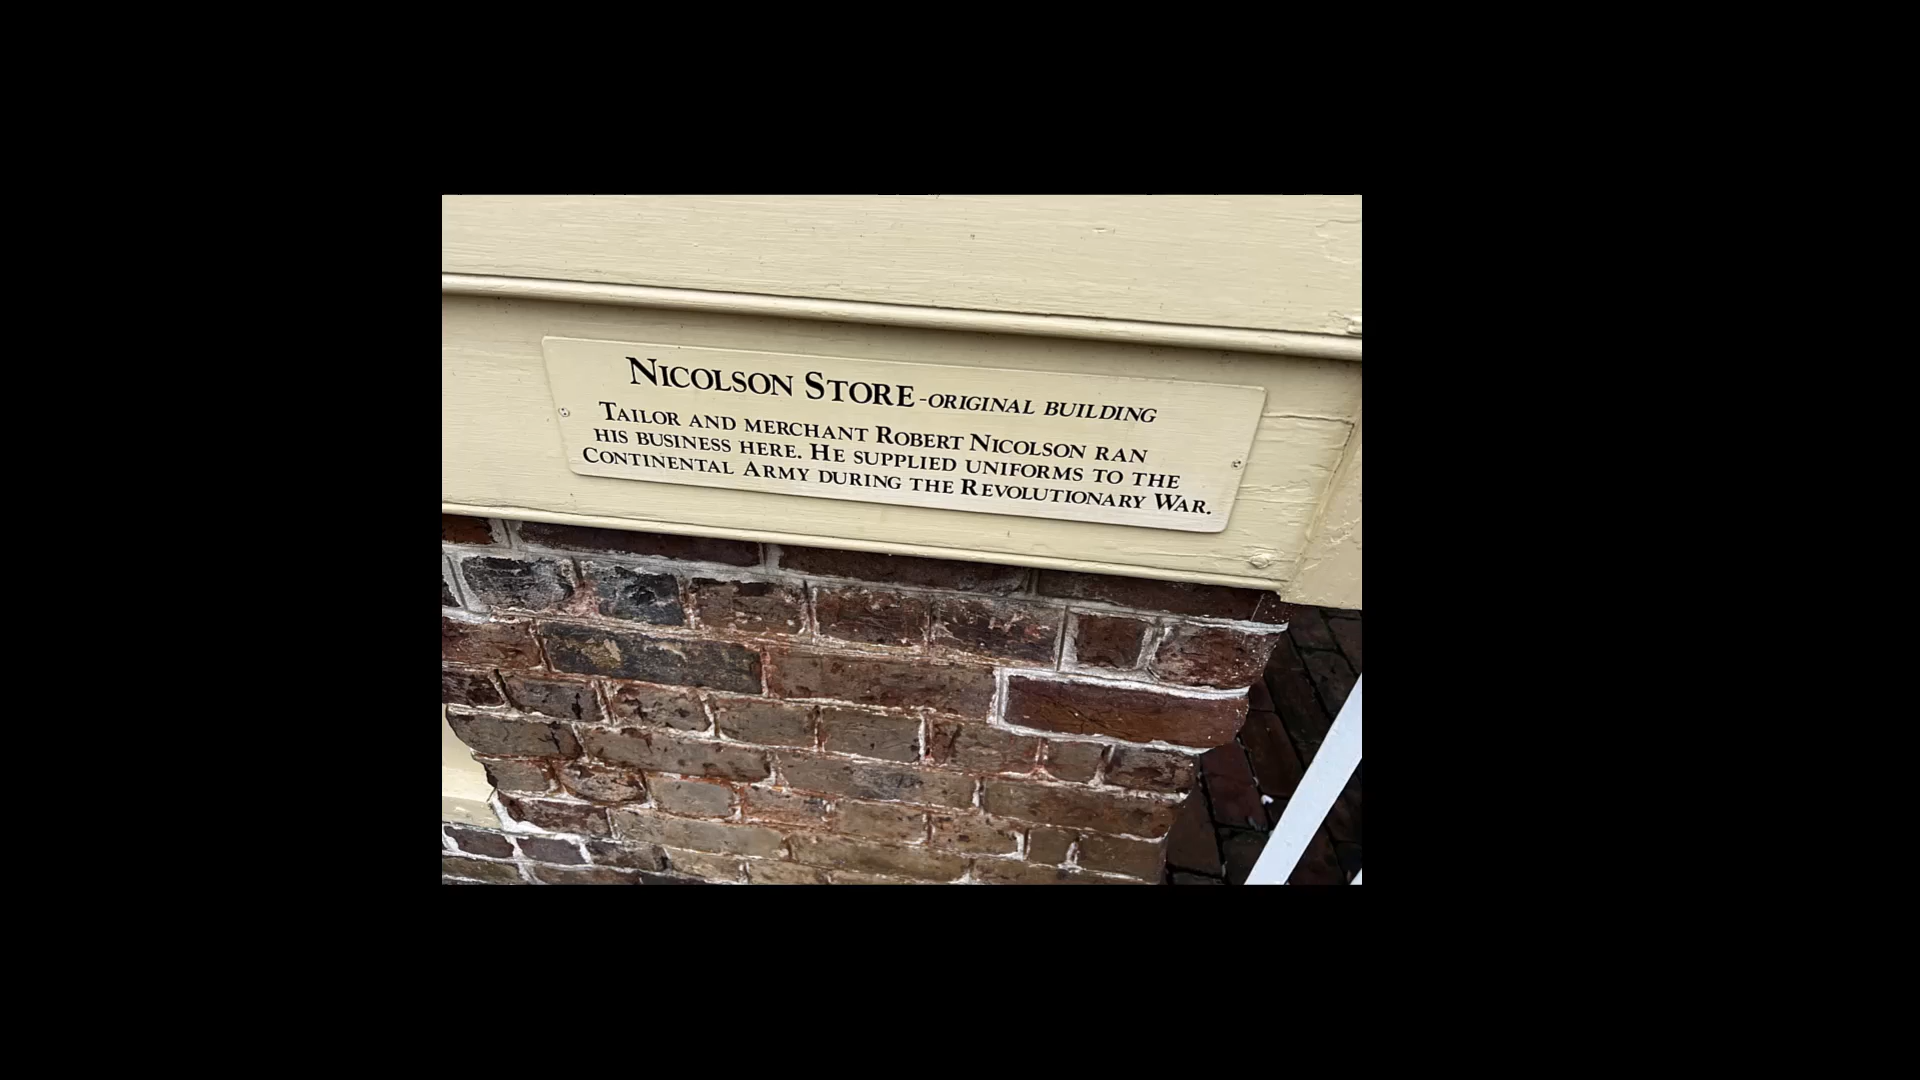 NICOLSON STORE-ORIGINAL BUILDING
TAILOR AND MERCHANT ROBERT NICOLSON RAN
HIS BUSINESS HERE. HE SUPPLIED UNIFORMS TO THE
CONTINENTAL ARMY DURING THE REVOLUTIONARY WAR.